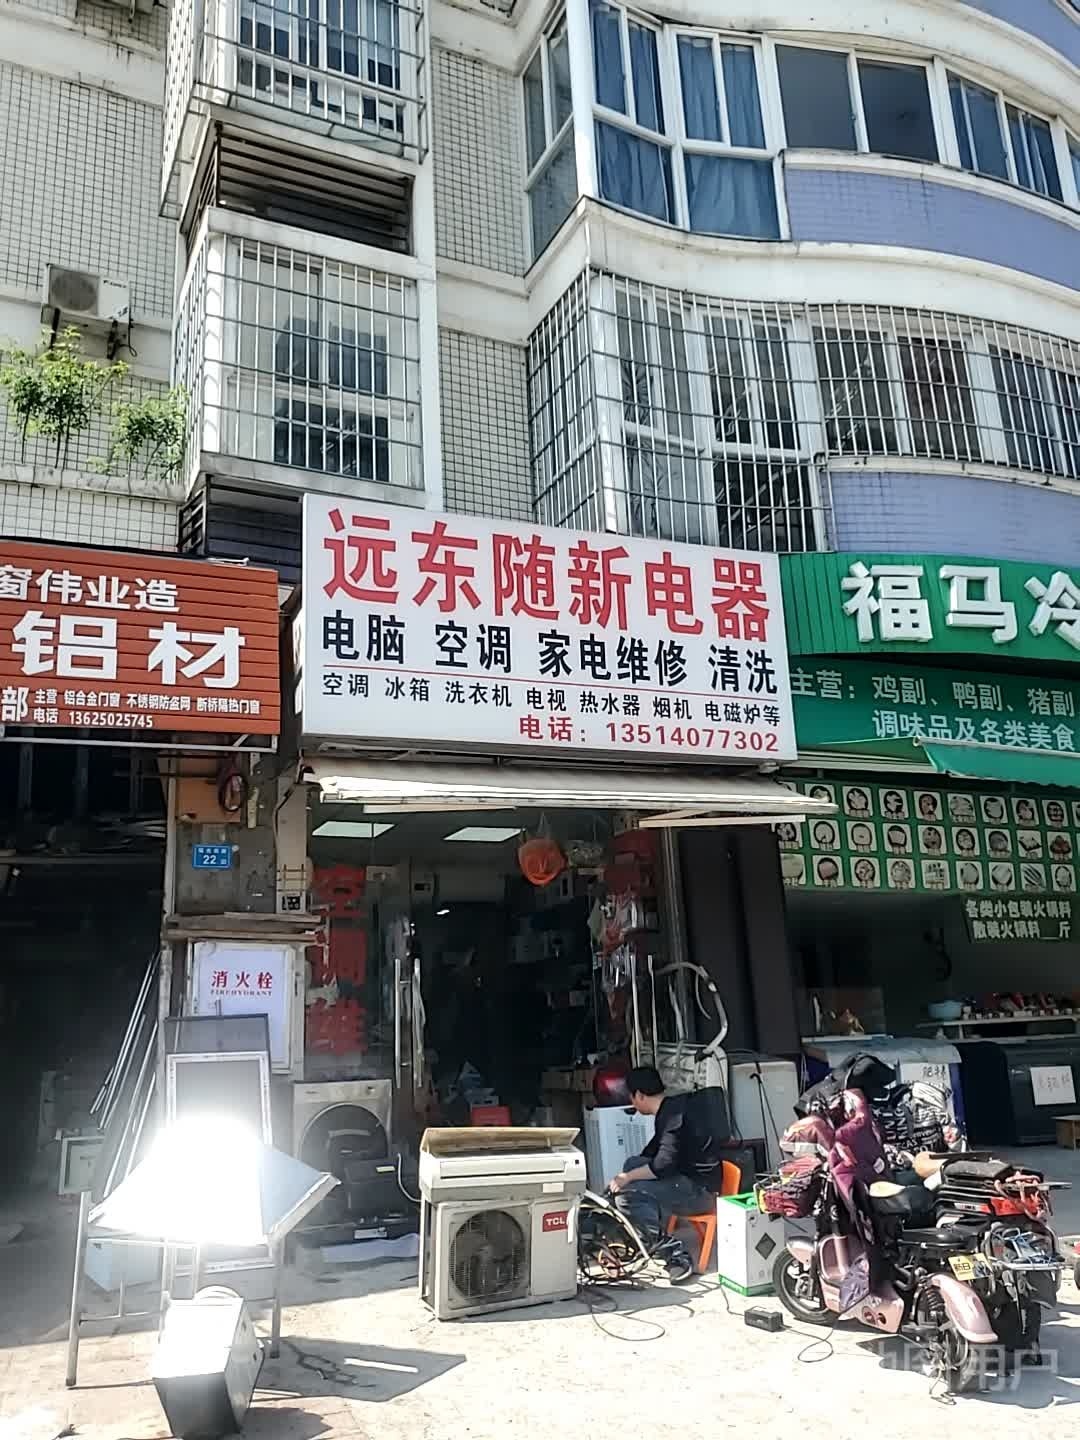 窗伟业造
铝材
部
主营 铝合金门窗 不锈钢防盗网 断桥隔热门窗
电话 13625025745
远东随新电器
电脑 空调 家电维修 清洗
空调 冰箱 洗衣机 电视 热水器 烟机 电磁炉等
电话：13514077302
福马冷
主营：鸡副、鸭副、猪副
调味品及各类美食
各类小包装火锅料
散装火锅料 斤
22
空调维
消火栓
FIREHYDRANT
TCL